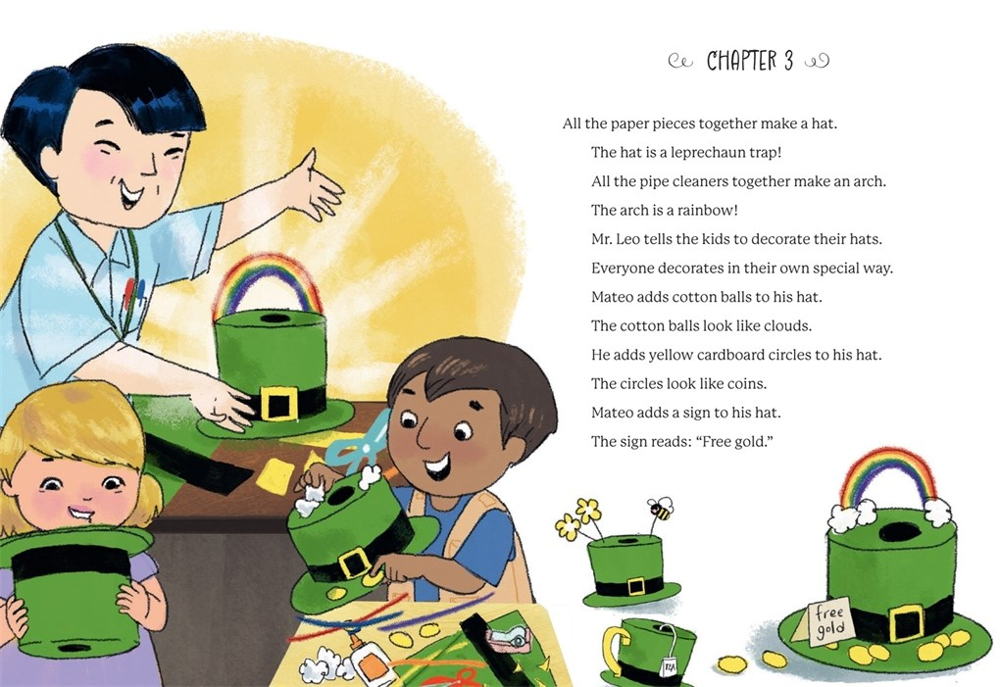 CHAPTER 3
All the paper pieces together make a hat.
The hat is a leprechaun trap!
All the pipe cleaners together make an arch.
The arch is a rainbow!
Mr. Leo tells the kids to decorate their hats.
Everyone decorates in their own special way.
Mateo adds cotton balls to his hat.
The cotton balls look like clouds.
He adds yellow cardboard circles to his hat.
The circles look like coins.
Mateo adds a sign to his hat.
The sign reads: “Free gold.”
free
gold
TEA